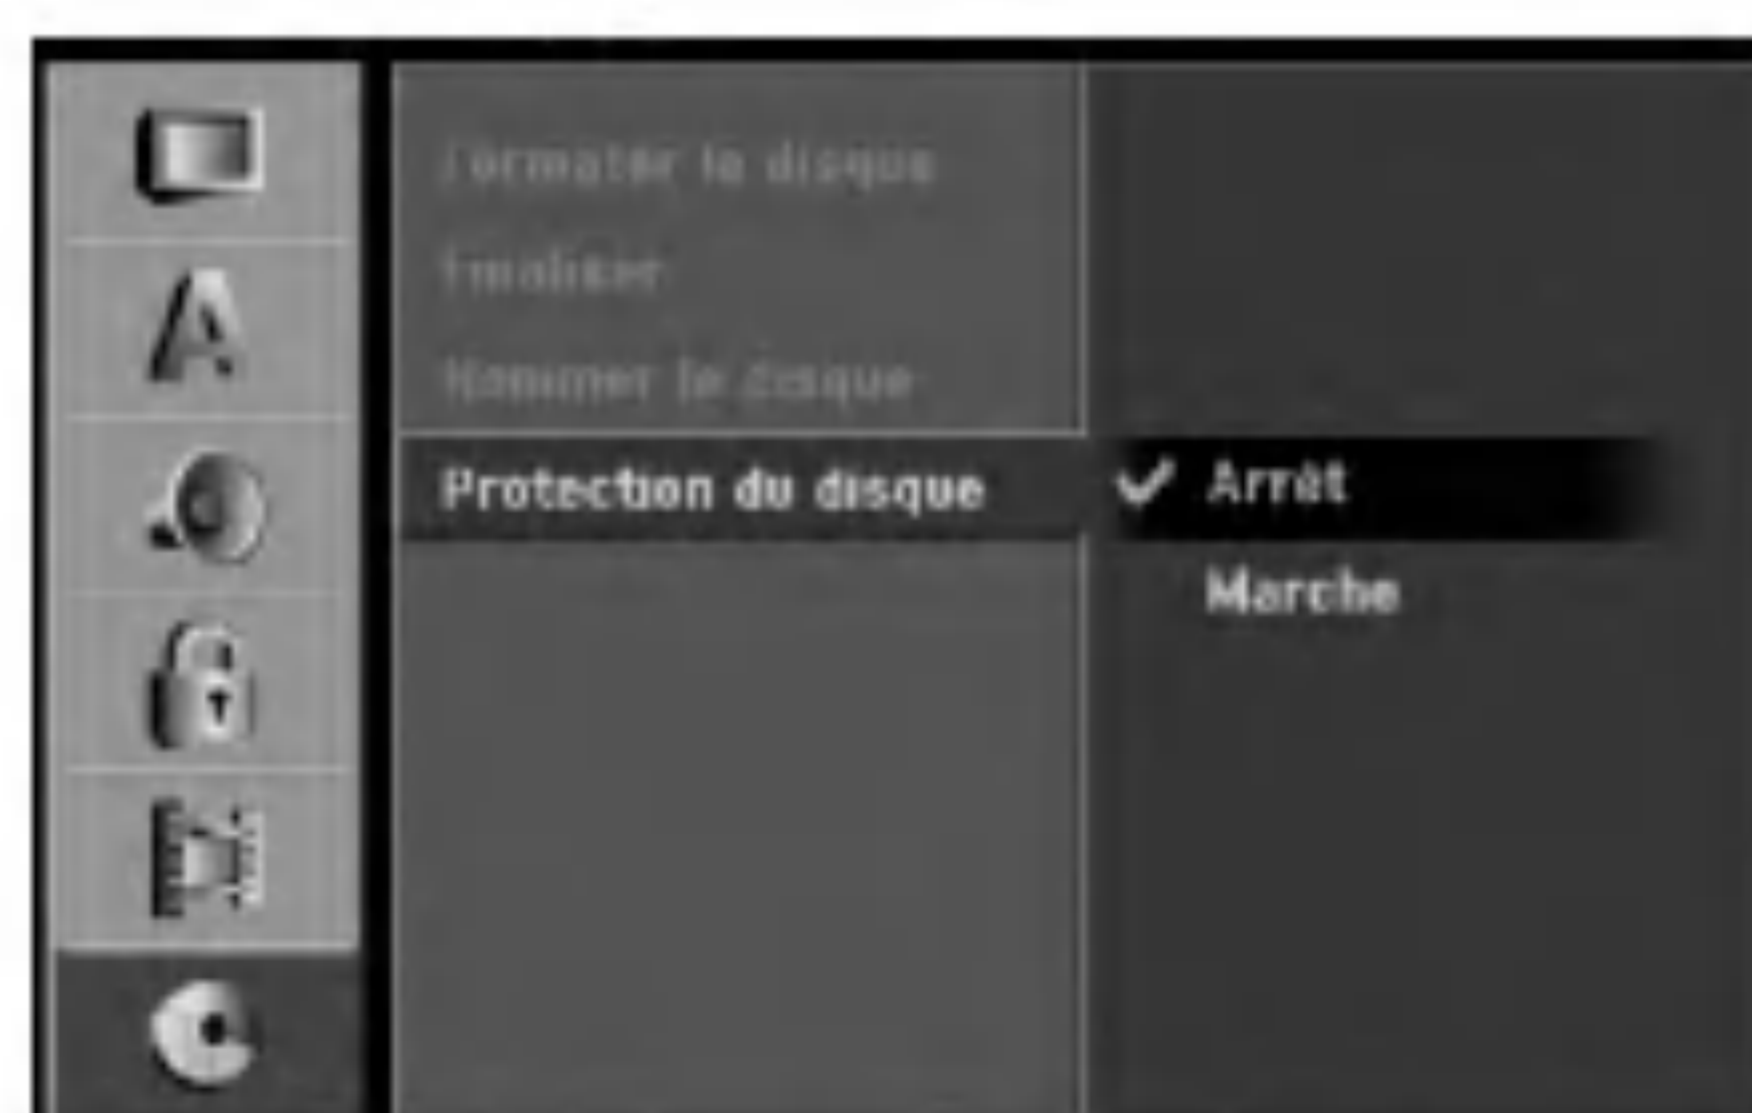 Formater le disque
Finaliser
Nommer le disque
Protection du disque
Arrêt
Marche